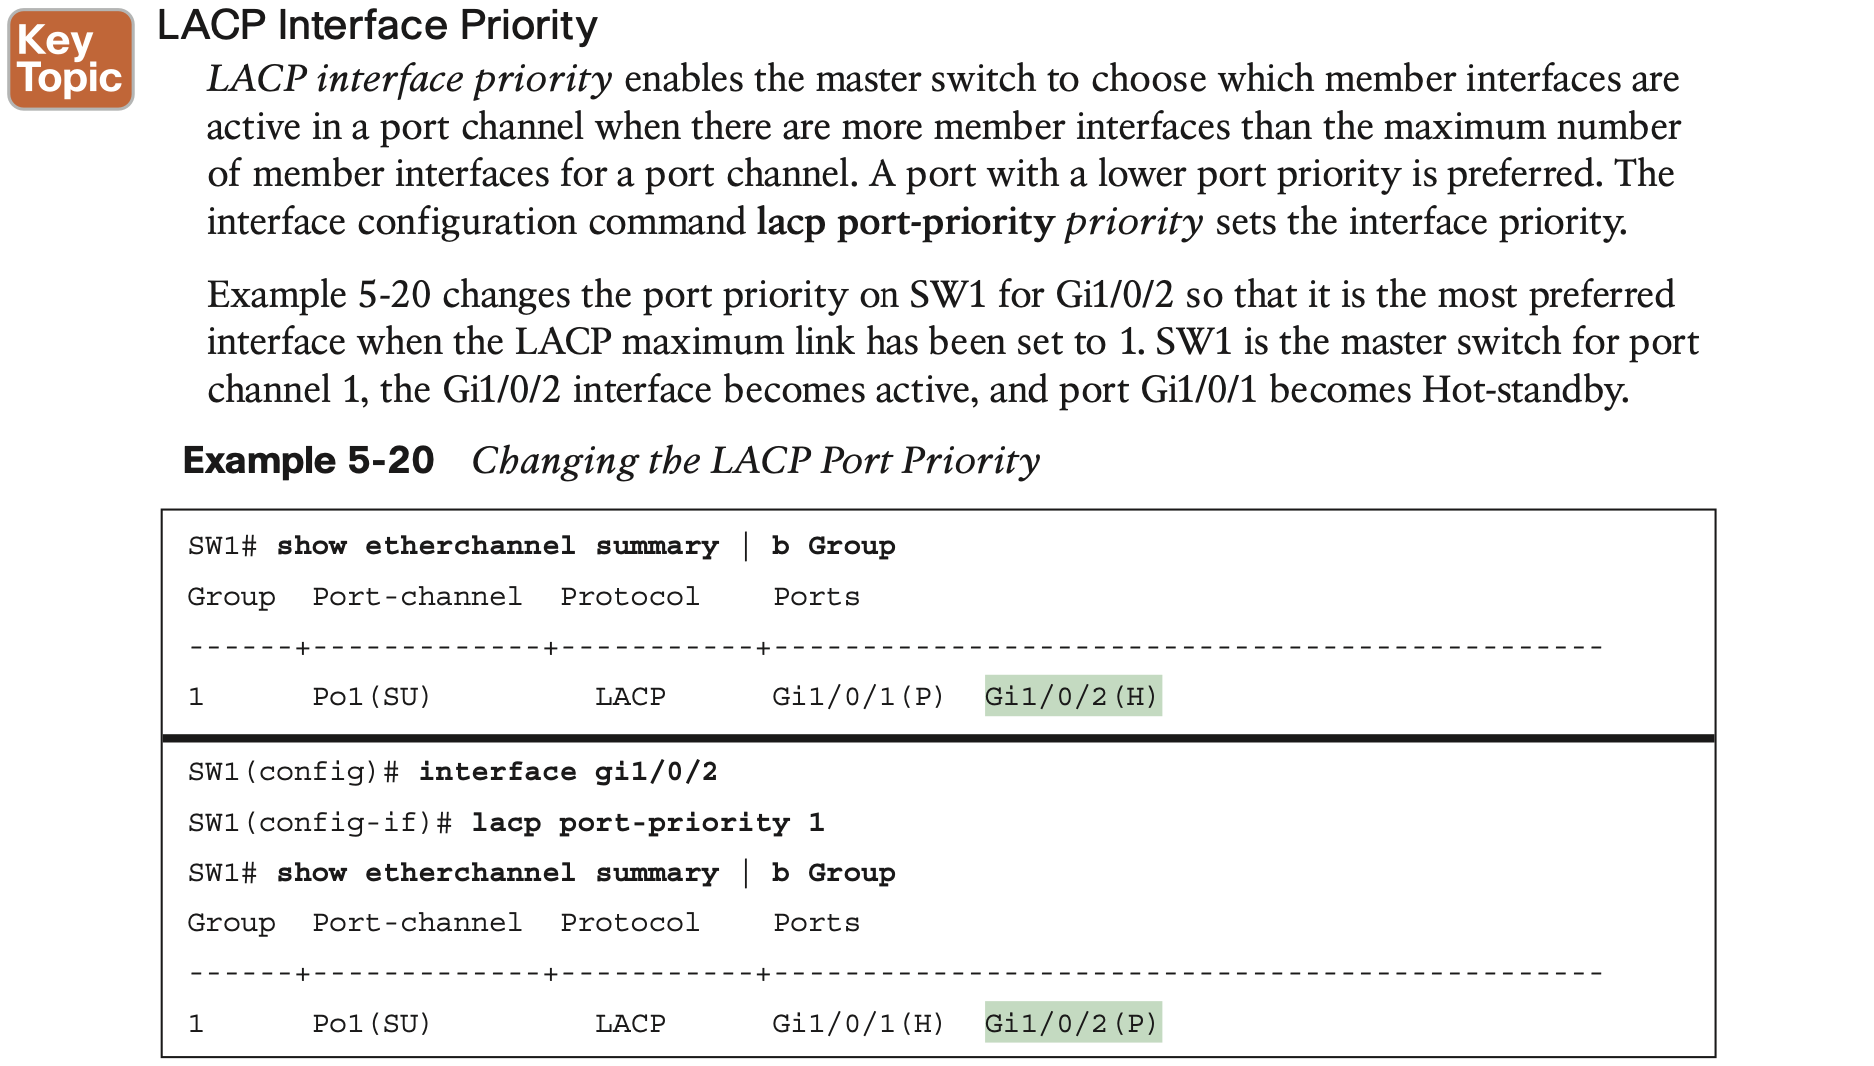 Key
Topic
LACP Interface Priority
LACP interface priority enables the master switch to choose which member interfaces are
active in a port channel when there are more member interfaces than the maximum number
of member interfaces for a port channel. A port with a lower port priority is preferred. The
interface configuration command lacp port-priority priority sets the interface priority.
Example 5-20 changes the port priority on SW1 for Gi1/0/2 so that it is the most preferred
interface when the LACP maximum link has been set to 1. SW1 is the master switch for port
channel 1, the Gi1/0/2 interface becomes active, and port Gi1/0/1 becomes Hot-standby.
Example 5-20 Changing the LACP Port Priority
SW1# show etherchannel summary | b Group
Group  Port-channel  Protocol    Ports
------+-------------+-----------+-----------------------------------------------
1      Po1(SU)         LACP      Gi1/0/1(P)  Gi1/0/2(H)
SW1(config)# interface gi1/0/2
SW1(config-if)# lacp port-priority 1
SW1# show etherchannel summary | b Group
Group  Port-channel  Protocol    Ports
------+-------------+-----------+-----------------------------------------------
1      Po1(SU)         LACP      Gi1/0/1(H)  Gi1/0/2(P)